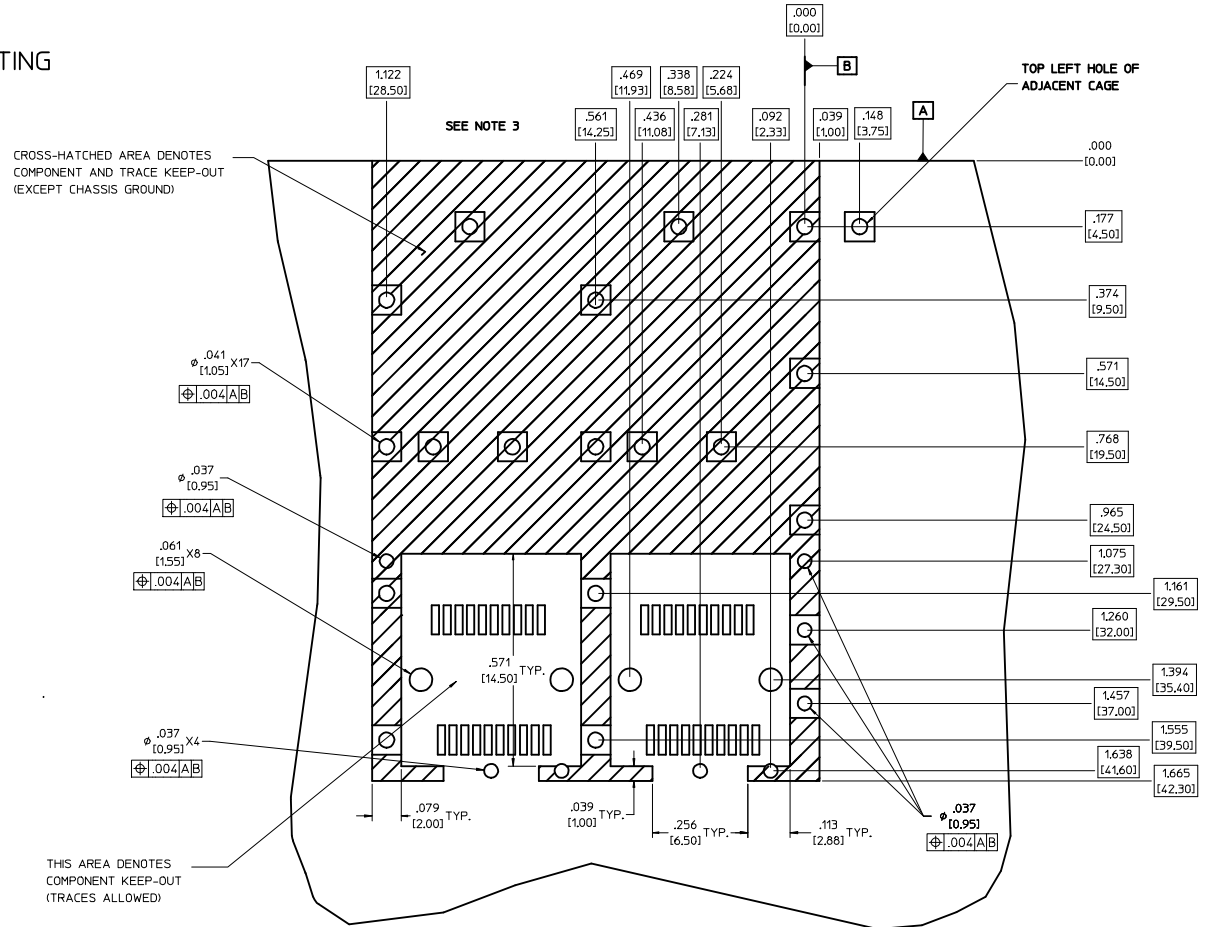 TING
.000
[0.00]
B
TOP LEFT HOLE OF
ADJACENT CAGE
1.122
[28.50]
.469
[11.93]
.338
[8.58]
.224
[5.68]
SEE NOTE 3
.561
[14.25]
.436
[11.08]
.281
[7.13]
.092
[2.33]
.039
[1.00]
.148
[3.75]
A
.000
[0.00]
CROSS-HATCHED AREA DENOTES
COMPONENT AND TRACE KEEP-OUT
(EXCEPT CHASSIS GROUND)
.177
[4.50]
.374
[9.50]
ø .041 X17
[1.05]
⌖ .004 A B
.571
[14.50]
.768
[19.50]
ø .037
[0.95]
⌖ .004 A B
.965
[24.50]
.061 X8
[1.55]
⌖ .004 A B
1.075
[27.30]
1.161
[29.50]
1.260
[32.00]
.571 TYP.
[14.50]
1.394
[35.40]
1.457
[37.00]
ø .037 X4
[0.95]
⌖ .004 A B
1.555
[39.50]
1.638
[41.60]
1.665
[42.30]
.079 TYP.
[2.00]
.039 TYP.
[1.00]
.256 TYP.
[6.50]
.113 TYP.
[2.88]
ø .037
[0.95]
⌖ .004 A B
THIS AREA DENOTES
COMPONENT KEEP-OUT
(TRACES ALLOWED)